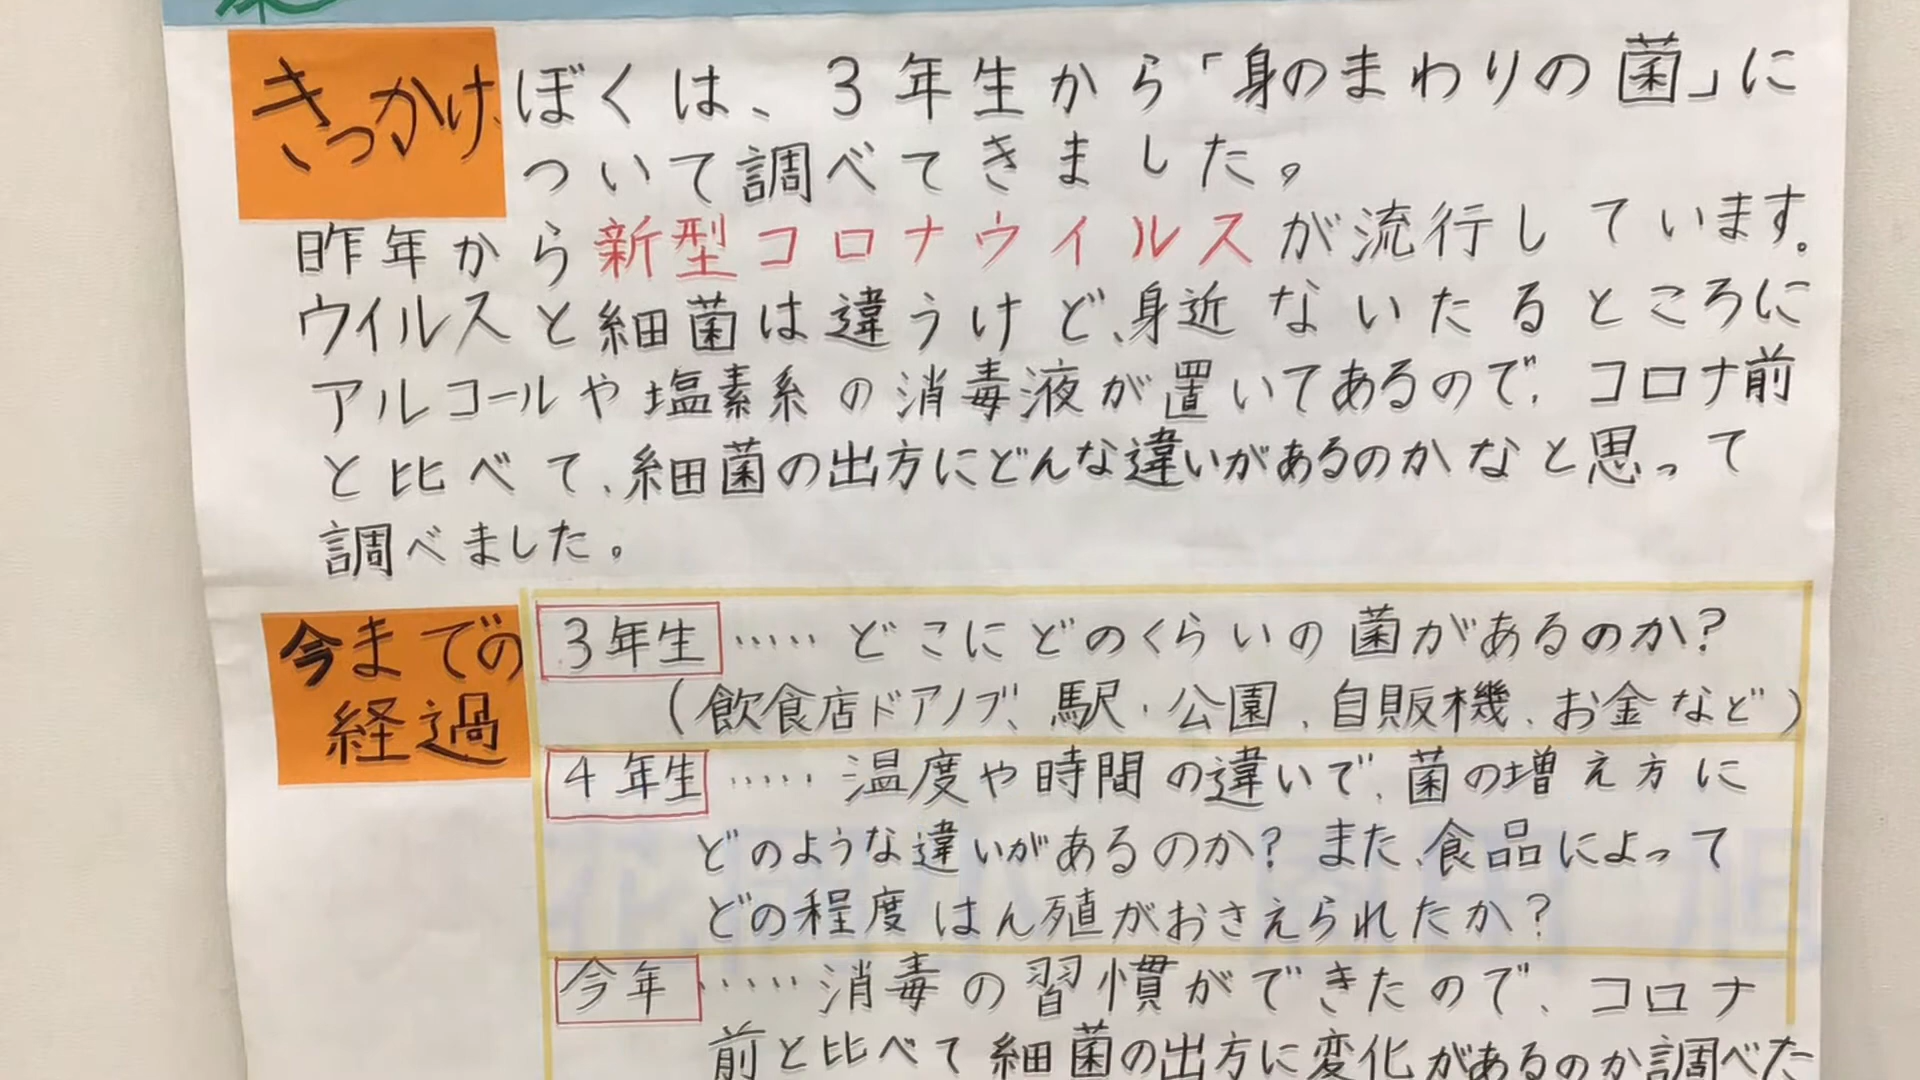 きっかけ
ぼくは、3年生から「身のまわりの菌」に
ついて調べてきました。
昨年から新型コロナウイルスが流行しています。
ウイルスと細菌は違うけど、身近ないたるところに
アルコールや塩素系の消毒液が置いてあるので、コロナ前
と比べて、細菌の出方にどんな違いがあるのかなと思って
調べました。
今までの
経過
3年生 ‥‥‥ どこにどのくらいの菌があるのか?
(飲食店ドアノブ、駅・公園、自販機、お金など)
4年生 ‥‥‥ 温度や時間の違いで、菌の増え方に
どのような違いがあるのか? また、食品によって
どの程度はん殖がおさえられたか?
今年 ‥‥‥ 消毒の習慣ができたので、コロナ
前と比べて細菌の出方に変化があるのか調べた